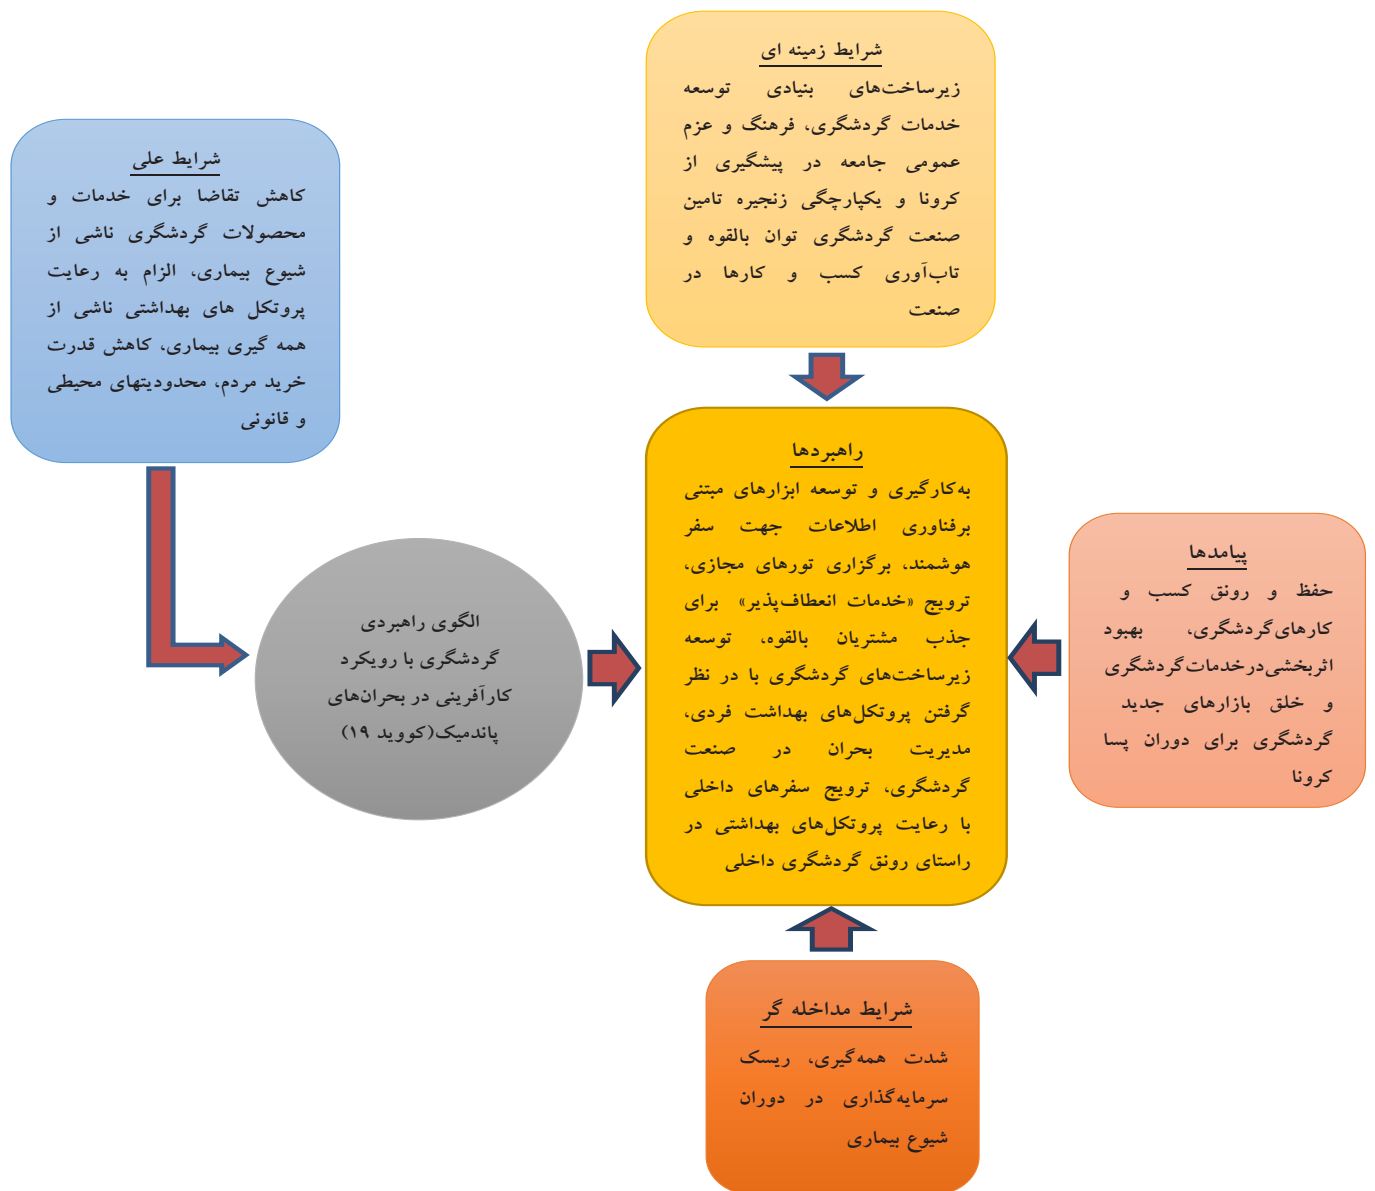 شرایط زمینه ای
زیرساخت‌های بنیادی توسعه
خدمات گردشگری، فرهنگ و عزم
عمومی جامعه در پیشگیری از
کرونا و یکپارچگی زنجیره تامین
صنعت گردشگری توان بالقوه و
تاب‌آوری کسب و کارها در
صنعت
شرایط علی
کاهش تقاضا برای خدمات و
محصولات گردشگری ناشی از
شیوع بیماری، الزام به رعایت
پروتکل های بهداشتی ناشی از
همه گیری بیماری، کاهش قدرت
خرید مردم، محدودیتهای محیطی
و قانونی
الگوی راهبردی
گردشگری با رویکرد
کارآفرینی در بحران‌های
پاندمیک(کووید ۱۹)
راهبردها
به‌کارگیری و توسعه ابزارهای مبتنی
برفناوری اطلاعات جهت سفر
هوشمند، برگزاری تورهای مجازی،
ترویج «خدمات انعطاف‌پذیر» برای
جذب مشتریان بالقوه، توسعه
زیرساخت‌های گردشگری با در نظر
گرفتن پروتکل‌های بهداشت فردی،
مدیریت بحران در صنعت
گردشگری، ترویج سفرهای داخلی
با رعایت پروتکل‌های بهداشتی در
راستای رونق گردشگری داخلی
پیامدها
حفظ و رونق کسب و
کارهای‌گردشگری، بهبود
اثربخشی‌درخدمات‌گردشگری
و خلق بازارهای جدید
گردشگری برای دوران پسا
کرونا
شرایط مداخله گر
شدت همه‌گیری، ریسک
سرمایه‌گذاری در دوران
شیوع بیماری